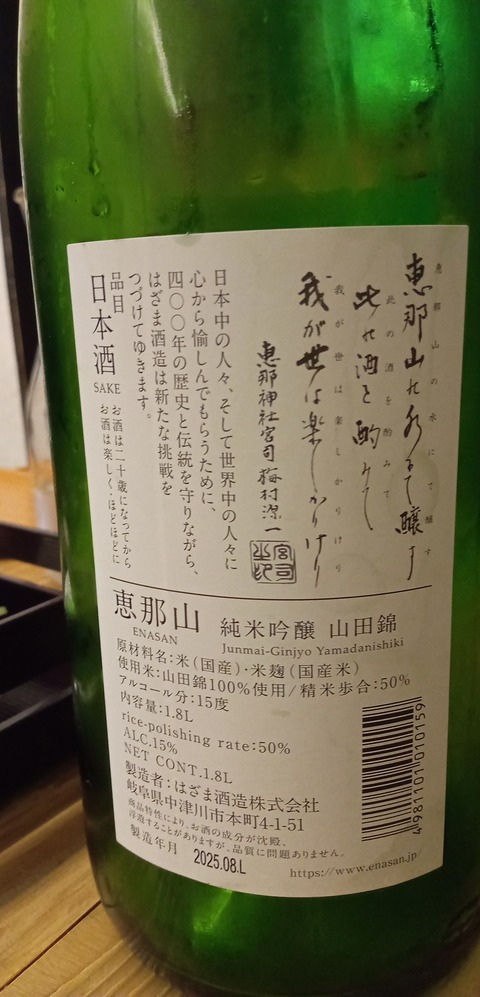 恵那山の水にて醸す
恵那山の水にて醸す
此の酒を酌みて
此の酒を酌みて
我が世は楽しかりけり
我が世は楽しかりけり
恵那神社宮司 梅村潔一
宮司之印
日本中の人々、そして世界中の人々に
心から愉しんでもらうために、
四〇〇年の歴史と伝統を守りながら、
はざま酒造は新たな挑戦を
つづけてゆきます。
品目
日本酒
SAKE
お酒は二十歳になってから
お酒は楽しく、ほどほどに
恵那山
ENASAN
純米吟醸 山田錦
Junmai-Ginjyo Yamadanishiki
原材料名:米(国産)・米麹(国産米)
使用米:山田錦100%使用/精米歩合:50%
アルコール分:15度
内容量:1.8L
rice-polishing rate:50%
ALC.15%
NET CONT.1.8L
製造者:はざま酒造株式会社
岐阜県中津川市本町4-1-51
商品特性により、お酒の成分が沈殿、
浮遊することがありますが、品質に問題ありません。
製造年月 2025.08.L
4981101010159
https://www.enasan.jp